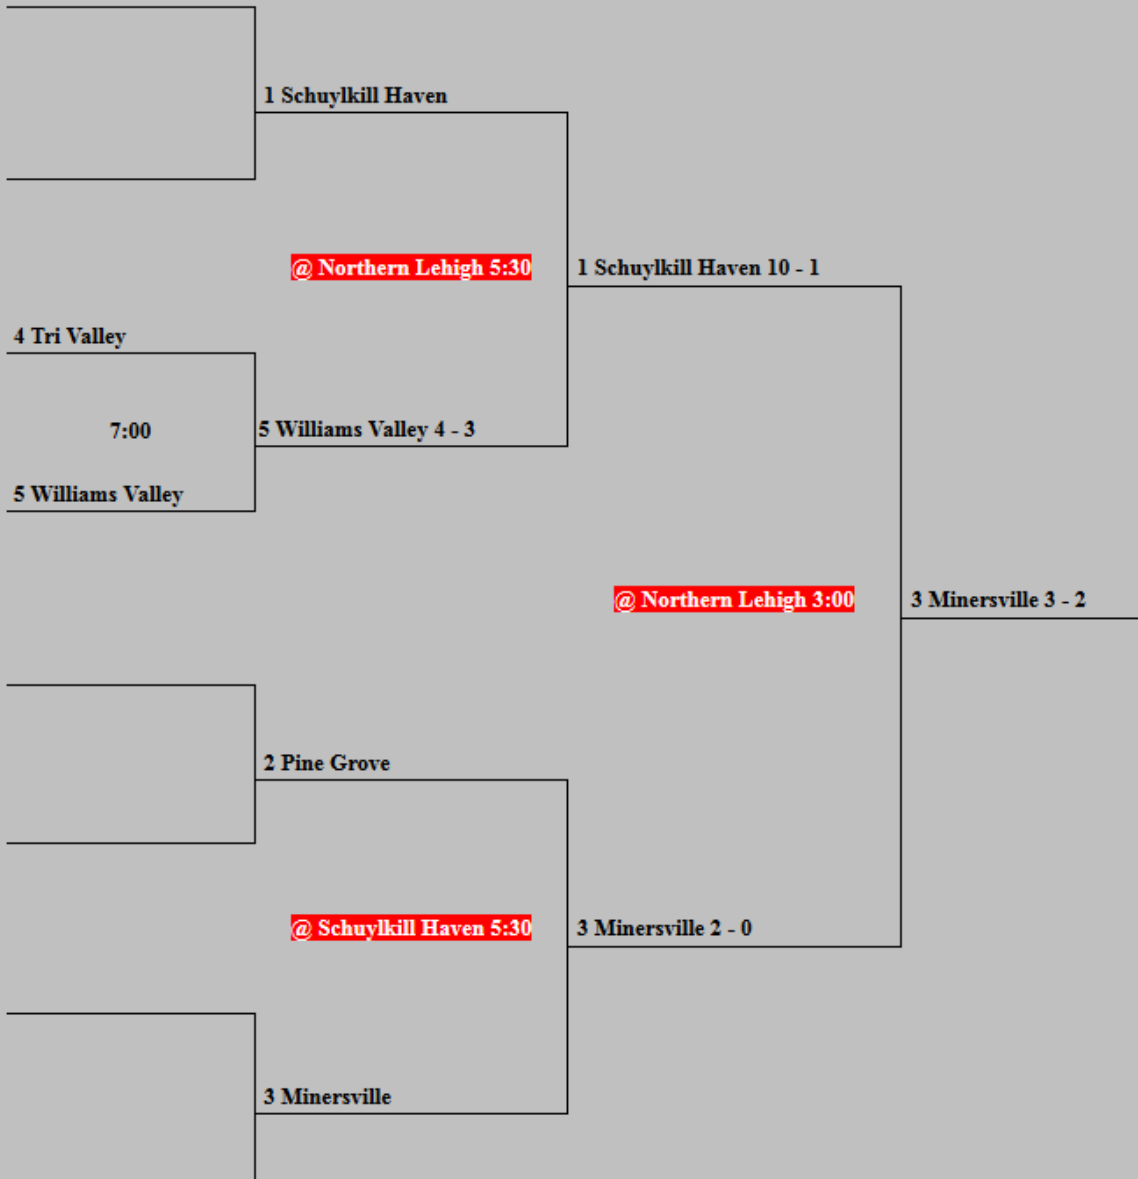 1 Schuylkill Haven
@ Northern Lehigh 5:30
1 Schuylkill Haven 10 - 1
4 Tri Valley
7:00
5 Williams Valley 4 - 3
5 Williams Valley
@ Northern Lehigh 3:00
3 Minersville 3 - 2
2 Pine Grove
@ Schuylkill Haven 5:30
3 Minersville 2 - 0
3 Minersville